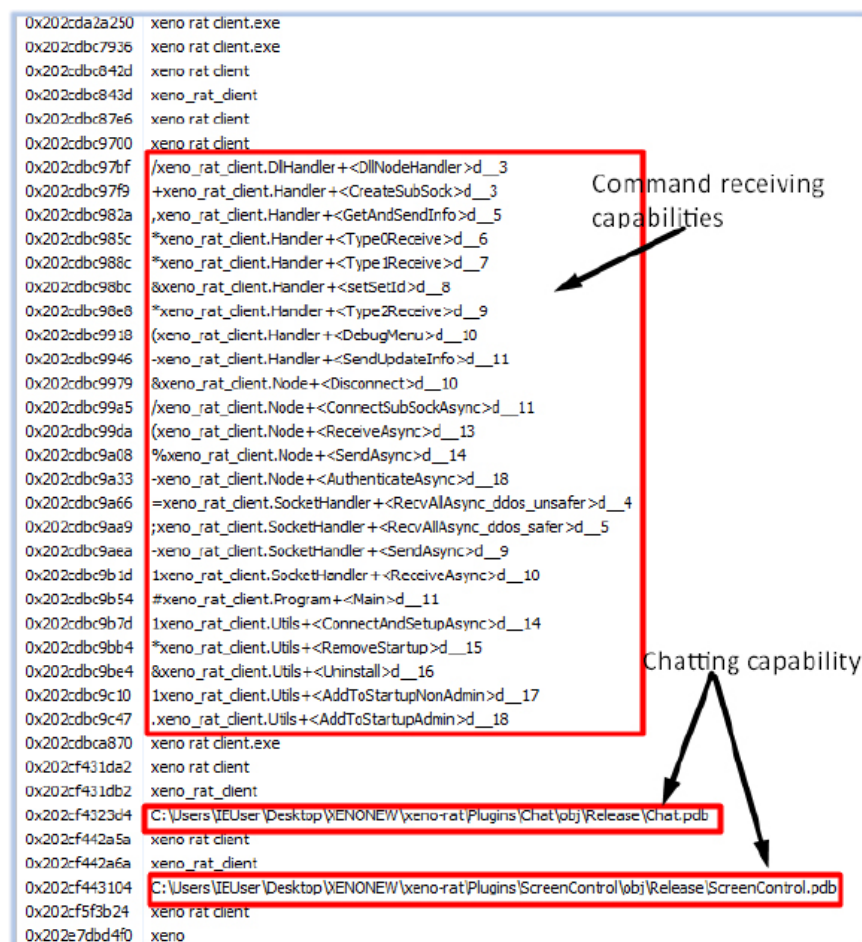 0x202cda2a250 xeno rat client.exe
0x202cdbc7936 xeno rat client.exe
0x202cdbc842d xeno rat client
0x202cdbc843d xeno_rat_client
0x202cdbc87e6 xeno rat client
0x202cdbc9700 xeno rat client
0x202cdbc97bf /xeno_rat_client.DllHandler+<DllNodeHandler>d__3
0x202cdbc97f9 +xeno_rat_client.Handler+<CreateSubSock>d__3
Command receiving
capabilities
0x202cdbc982a ,xeno_rat_client.Handler+<GetAndSendInfo>d__5
0x202cdbc985c *xeno_rat_client.Handler+<Type0Receive>d__6
0x202cdbc988c *xeno_rat_client.Handler+<Type1Receive>d__7
0x202cdbc98bc &xeno_rat_client.Handler+<setSetId>d__8
0x202cdbc98e8 *xeno_rat_client.Handler+<Type2Receive>d__9
0x202cdbc9918 (xeno_rat_client.Handler+<DebugMenu>d__10
0x202cdbc9946 -xeno_rat_client.Handler+<SendUpdateInfo>d__11
0x202cdbc9979 &xeno_rat_client.Node+<Disconnect>d__10
0x202cdbc99a5 /xeno_rat_client.Node+<ConnectSubSockAsync>d__11
0x202cdbc99da (xeno_rat_client.Node+<ReceiveAsync>d__13
0x202cdbc9a08 %xeno_rat_client.Node+<SendAsync>d__14
0x202cdbc9a33 -xeno_rat_client.Node+<AuthenticateAsync>d__18
0x202cdbc9a66 =xeno_rat_client.SocketHandler+<RecvAllAsync_ddos_unsafer>d__4
0x202cdbc9aa9 ;xeno_rat_client.SocketHandler+<RecvAllAsync_ddos_safer>d__5
0x202cdbc9aea -xeno_rat_client.SocketHandler+<SendAsync>d__9
0x202cdbc9b1d 1xeno_rat_client.SocketHandler+<ReceiveAsync>d__10
0x202cdbc9b54 #xeno_rat_client.Program+<Main>d__11
0x202cdbc9b7d 1xeno_rat_client.Utils+<ConnectAndSetupAsync>d__14
0x202cdbc9bb4 *xeno_rat_client.Utils+<RemoveStartup>d__15
0x202cdbc9be4 &xeno_rat_client.Utils+<Uninstall>d__16
Chatting capability
0x202cdbc9c10 1xeno_rat_client.Utils+<AddToStartupNonAdmin>d__17
0x202cdbc9c47 .xeno_rat_client.Utils+<AddToStartupAdmin>d__18
0x202cdbca870 xeno rat client.exe
0x202cf431da2 xeno rat client
0x202cf431db2 xeno_rat_client
0x202cf4323d4 C:\Users\IEUser\Desktop\XENONEW\xeno-rat\Plugins\Chat\obj\Release\Chat.pdb
0x202cf442a5a xeno rat client
0x202cf442a6a xeno_rat_client
0x202cf443104 C:\Users\IEUser\Desktop\XENONEW\xeno-rat\Plugins\ScreenControl\obj\Release\ScreenControl.pdb
0x202cf5f3b24 xeno rat client
0x202e7dbd4f0 xeno